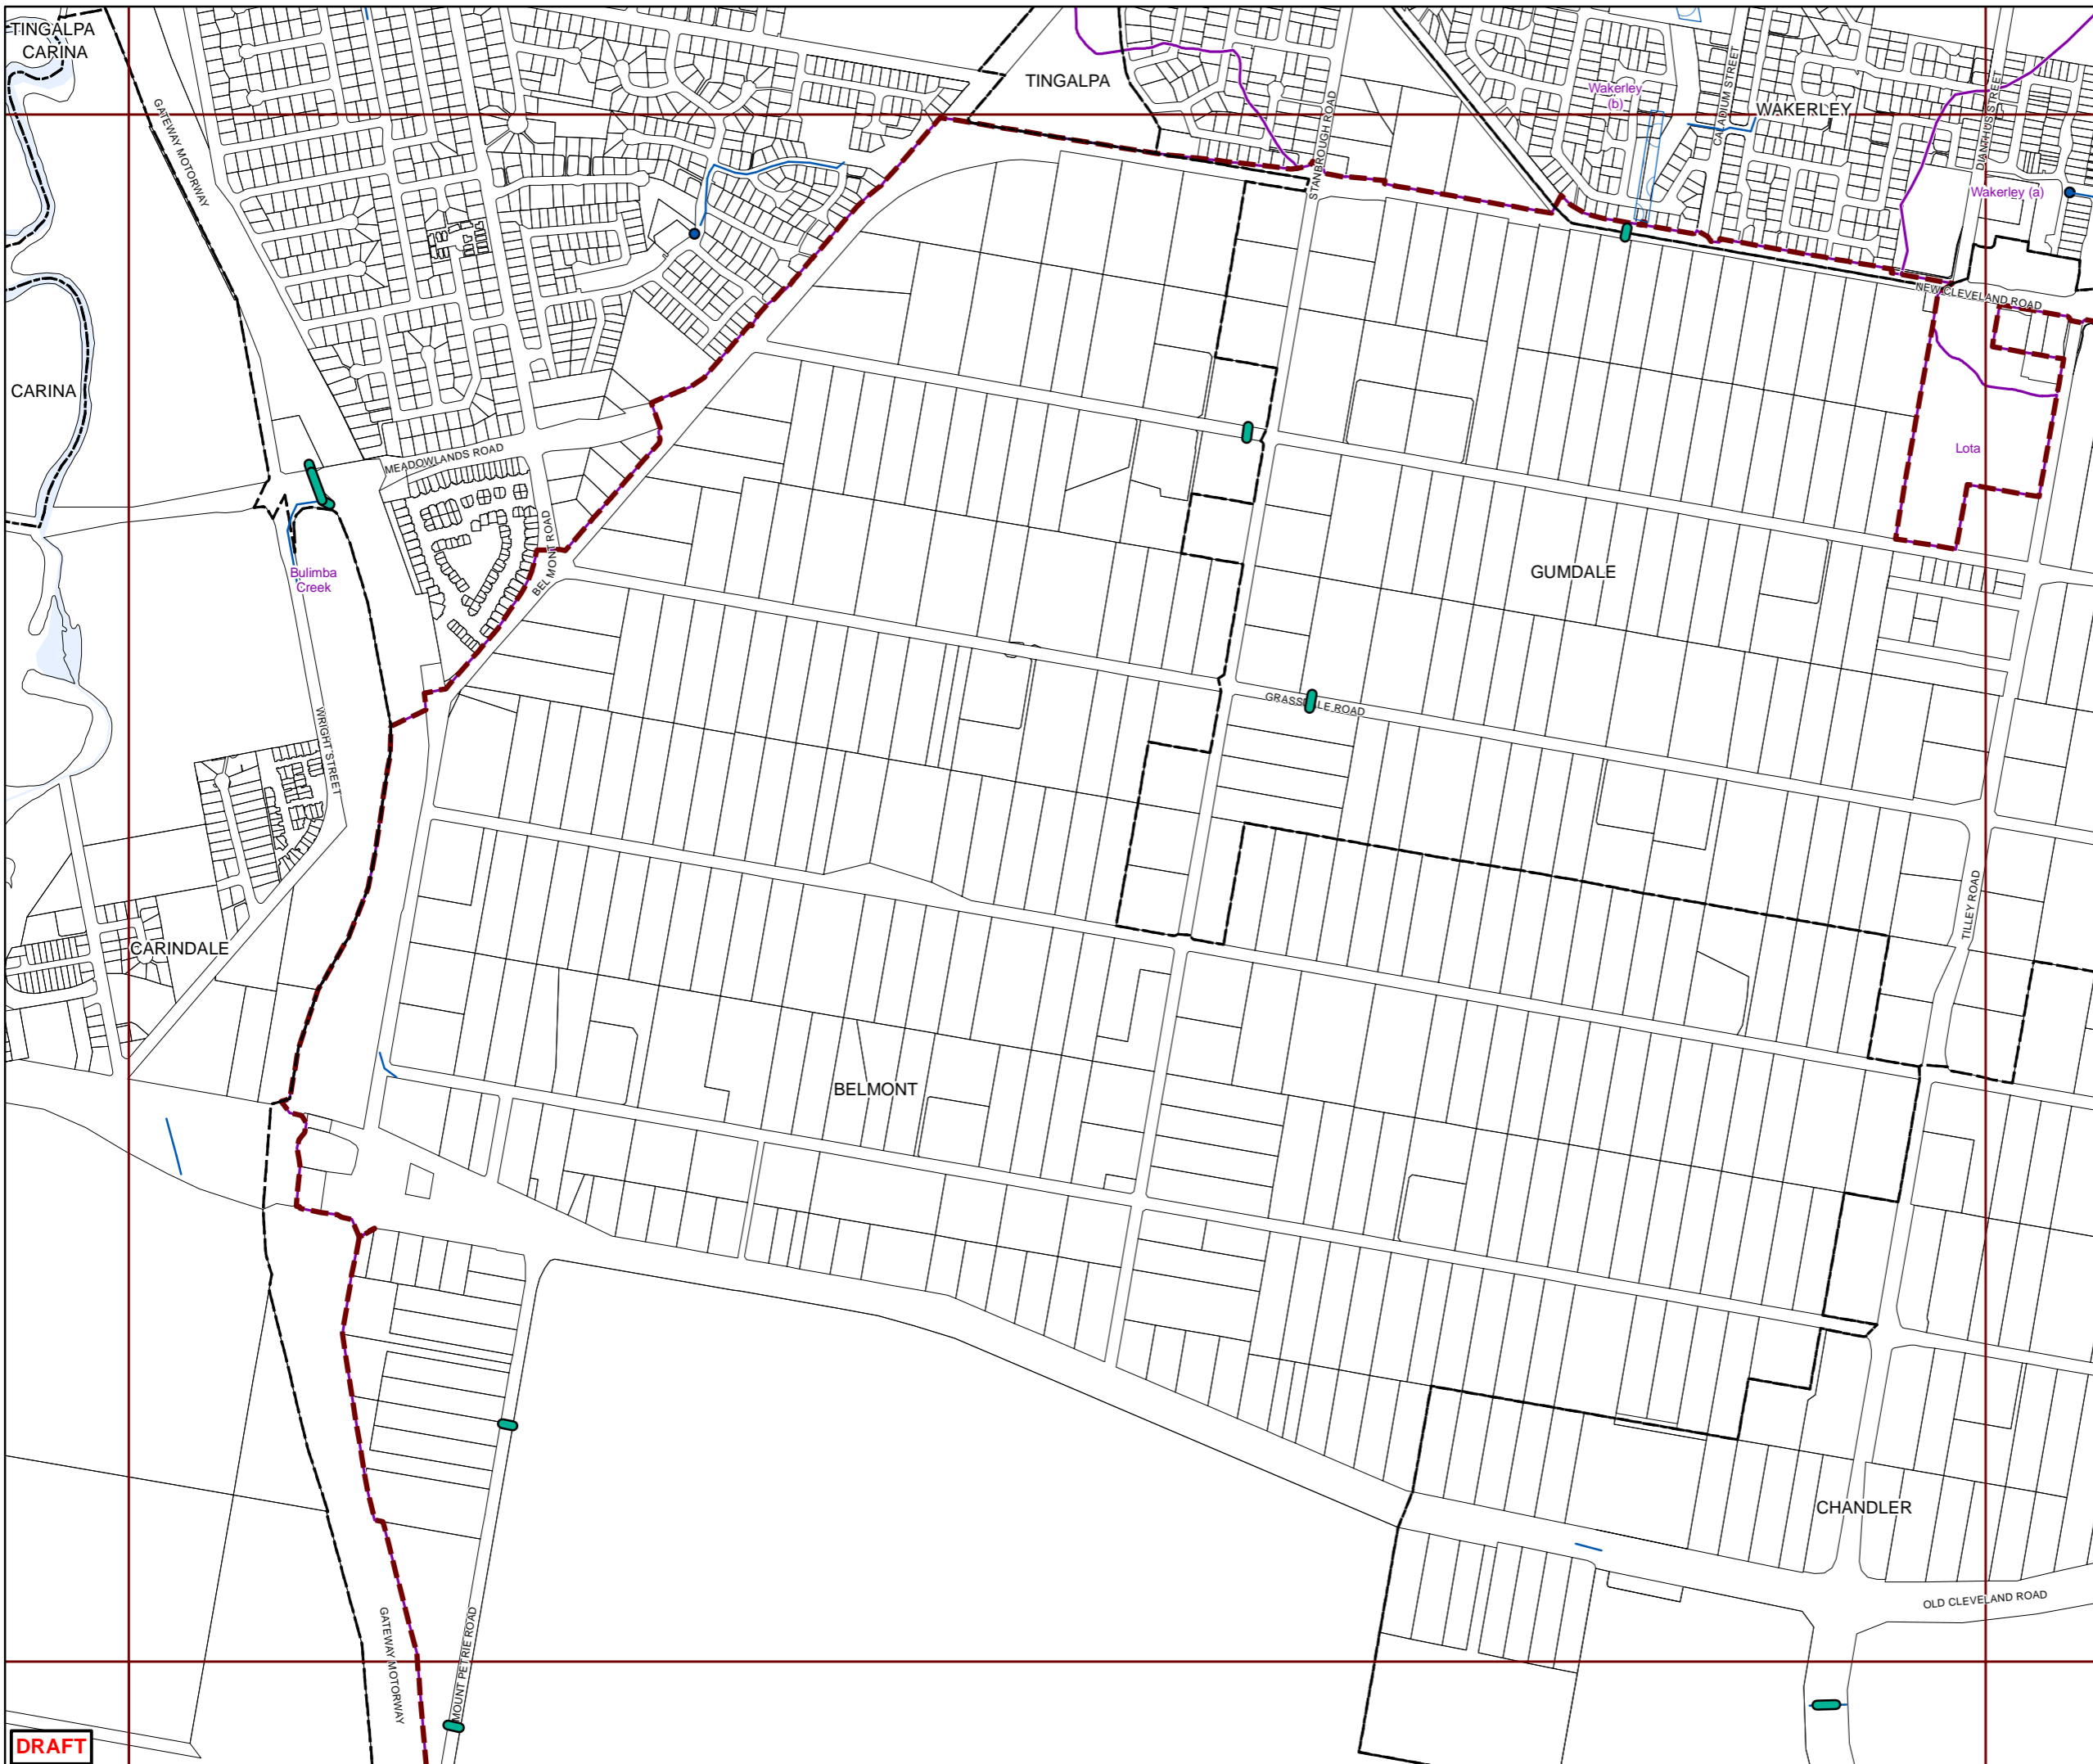 TINGALPA
CARINA
TINGALPA
Wakerley
(b)
CALADIUM STREET
WAKERLEY
DIANTHUS STREET
GATEWAY MOTORWAY
STANBROUGH ROAD
Wakerley (a)
NEW CLEVELAND ROAD
CARINA
MEADOWLANDS ROAD
Lota
BELMONT ROAD
Bulimba
Creek
GUMDALE
GRASSDALE ROAD
WRIGHT STREET
TILLEY ROAD
CARINDALE
BELMONT
CHANDLER
OLD CLEVELAND ROAD
GATEWAY MOTORWAY
MOUNT PETRIE ROAD
DRAFT